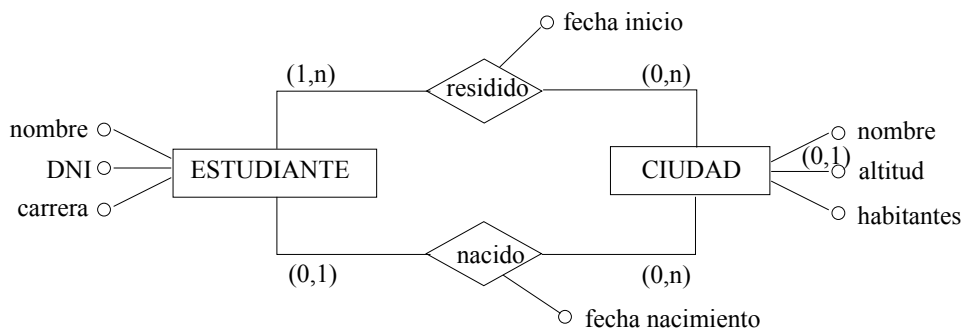 fecha inicio
(1,n)
residido
(0,n)
nombre
DNI
carrera
ESTUDIANTE
CIUDAD
nombre
(0,1)
altitud
habitantes
(0,1)
nacido
(0,n)
fecha nacimiento